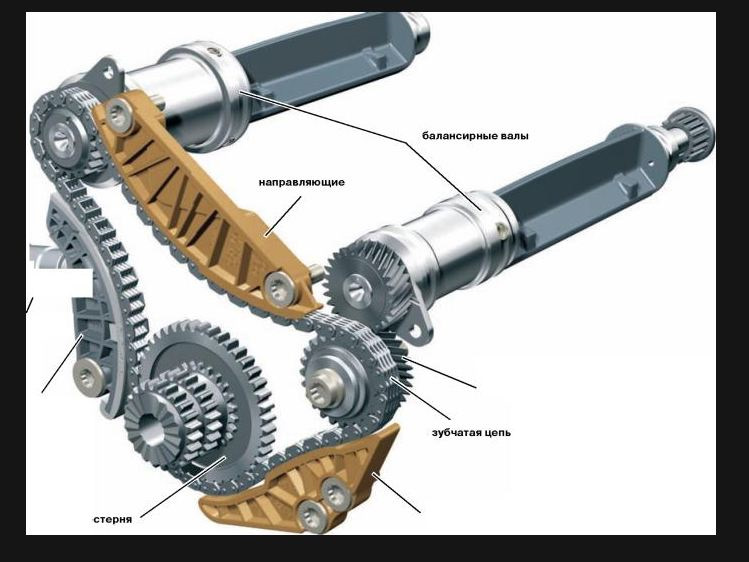 балансирные валы
направляющие
зубчатая цепь
стерня